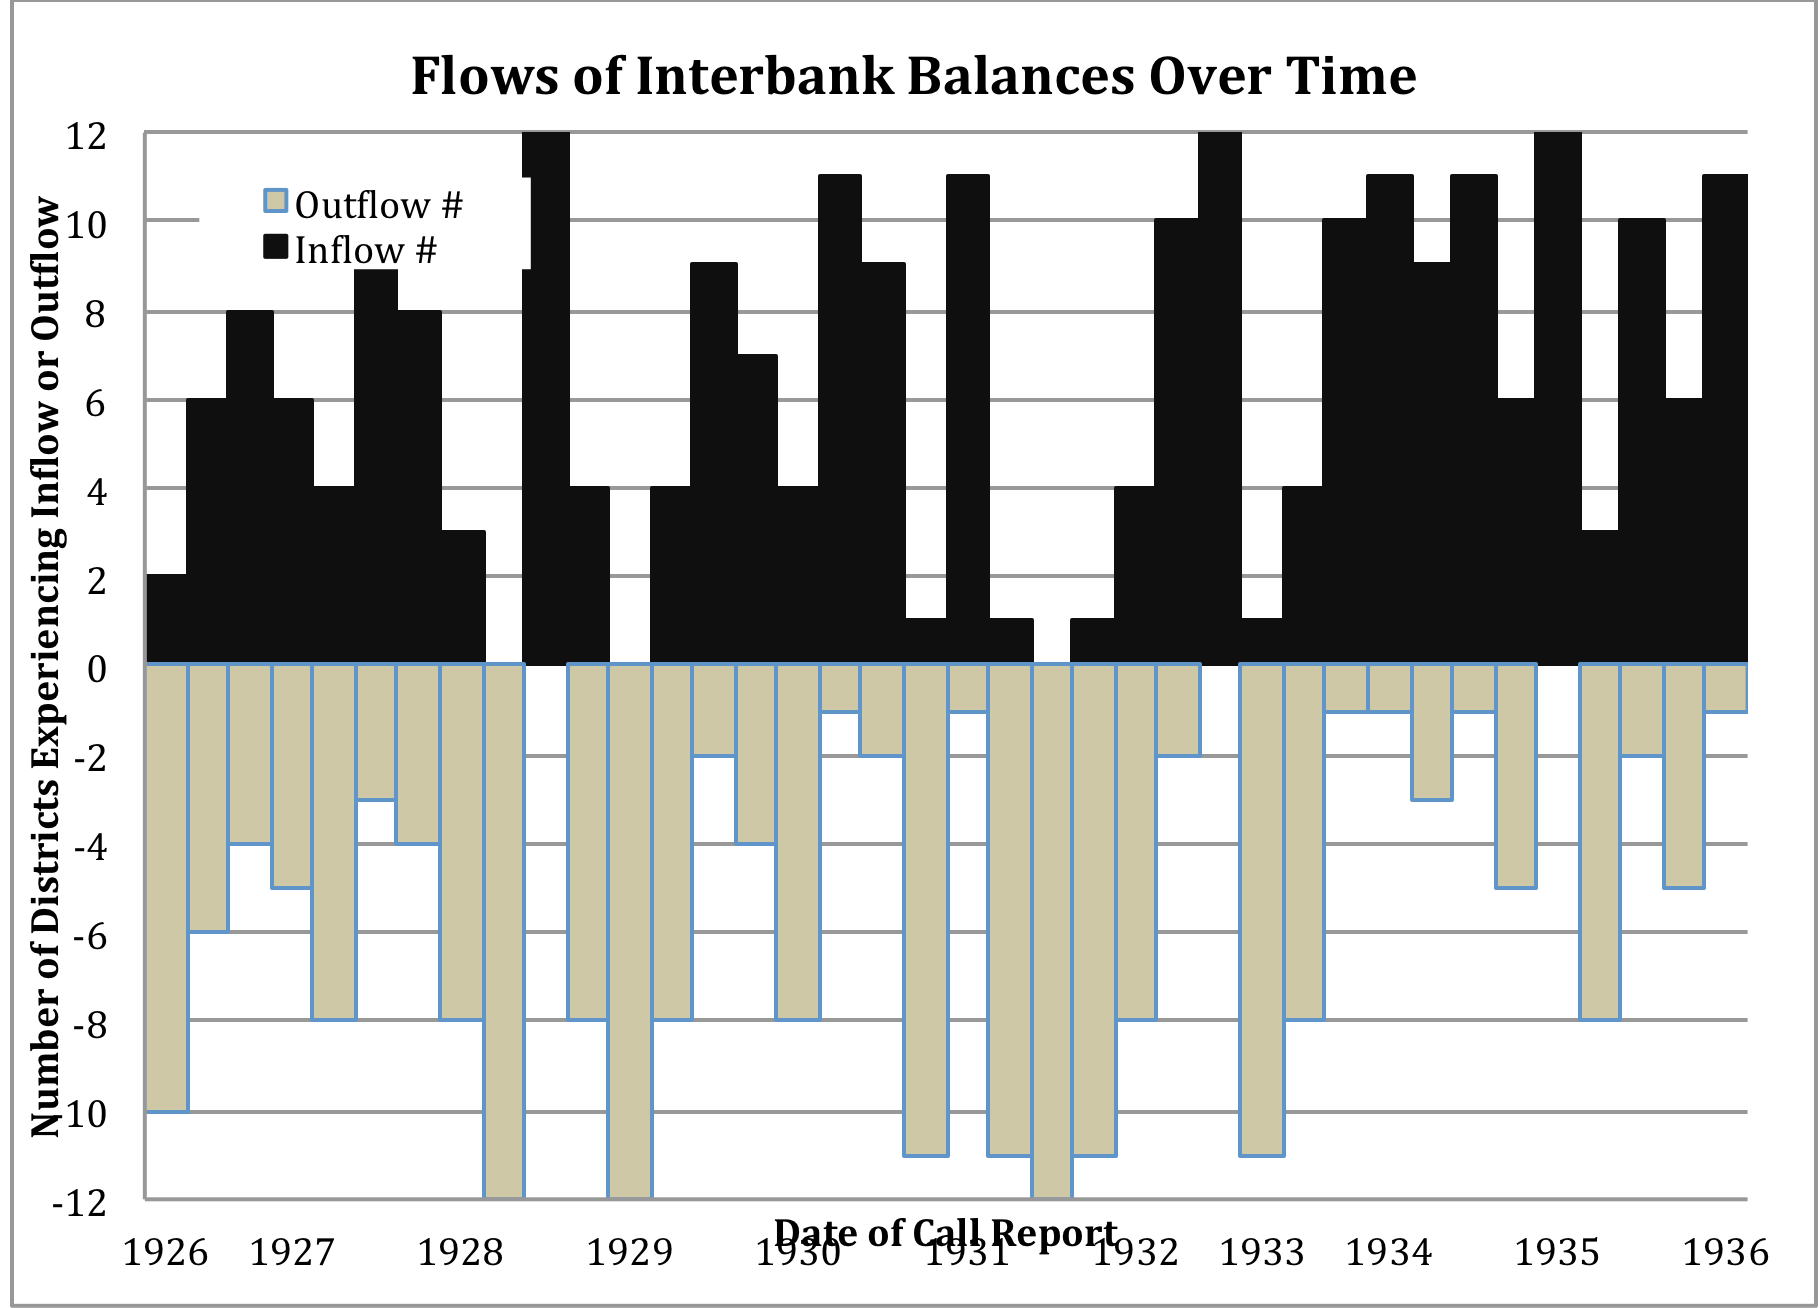 Flows of Interbank Balances Over Time
Number of Districts Experiencing Inflow or Outflow
12
10
8
6
4
2
0
-2
-4
-6
-8
-10
-12
Outflow #
Inflow #
Date of Call Report
1926 1927 1928 1929 1930 1931 1932 1933 1934 1935 1936